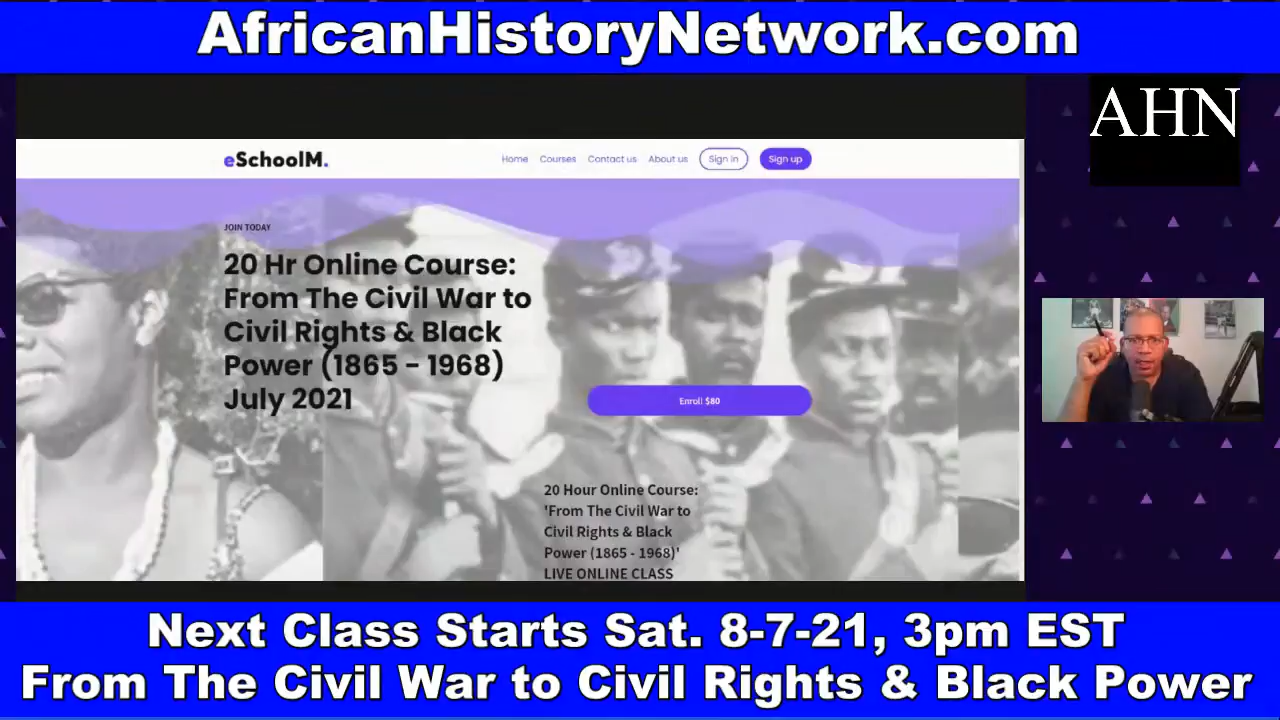 AfricanHistoryNetwork.com
AHN
eSchoolM.
Home Courses Contact us About us Sign in Sign up
JOIN TODAY
20 Hr Online Course:
From The Civil War to
Civil Rights & Black
Power (1865 - 1968)
July 2021
Enroll $80
20 Hour Online Course:
'From The Civil War to
Civil Rights & Black
Power (1865 - 1968)'
LIVE ONLINE CLASS
Next Class Starts Sat. 8-7-21, 3pm EST
From The Civil War to Civil Rights & Black Power